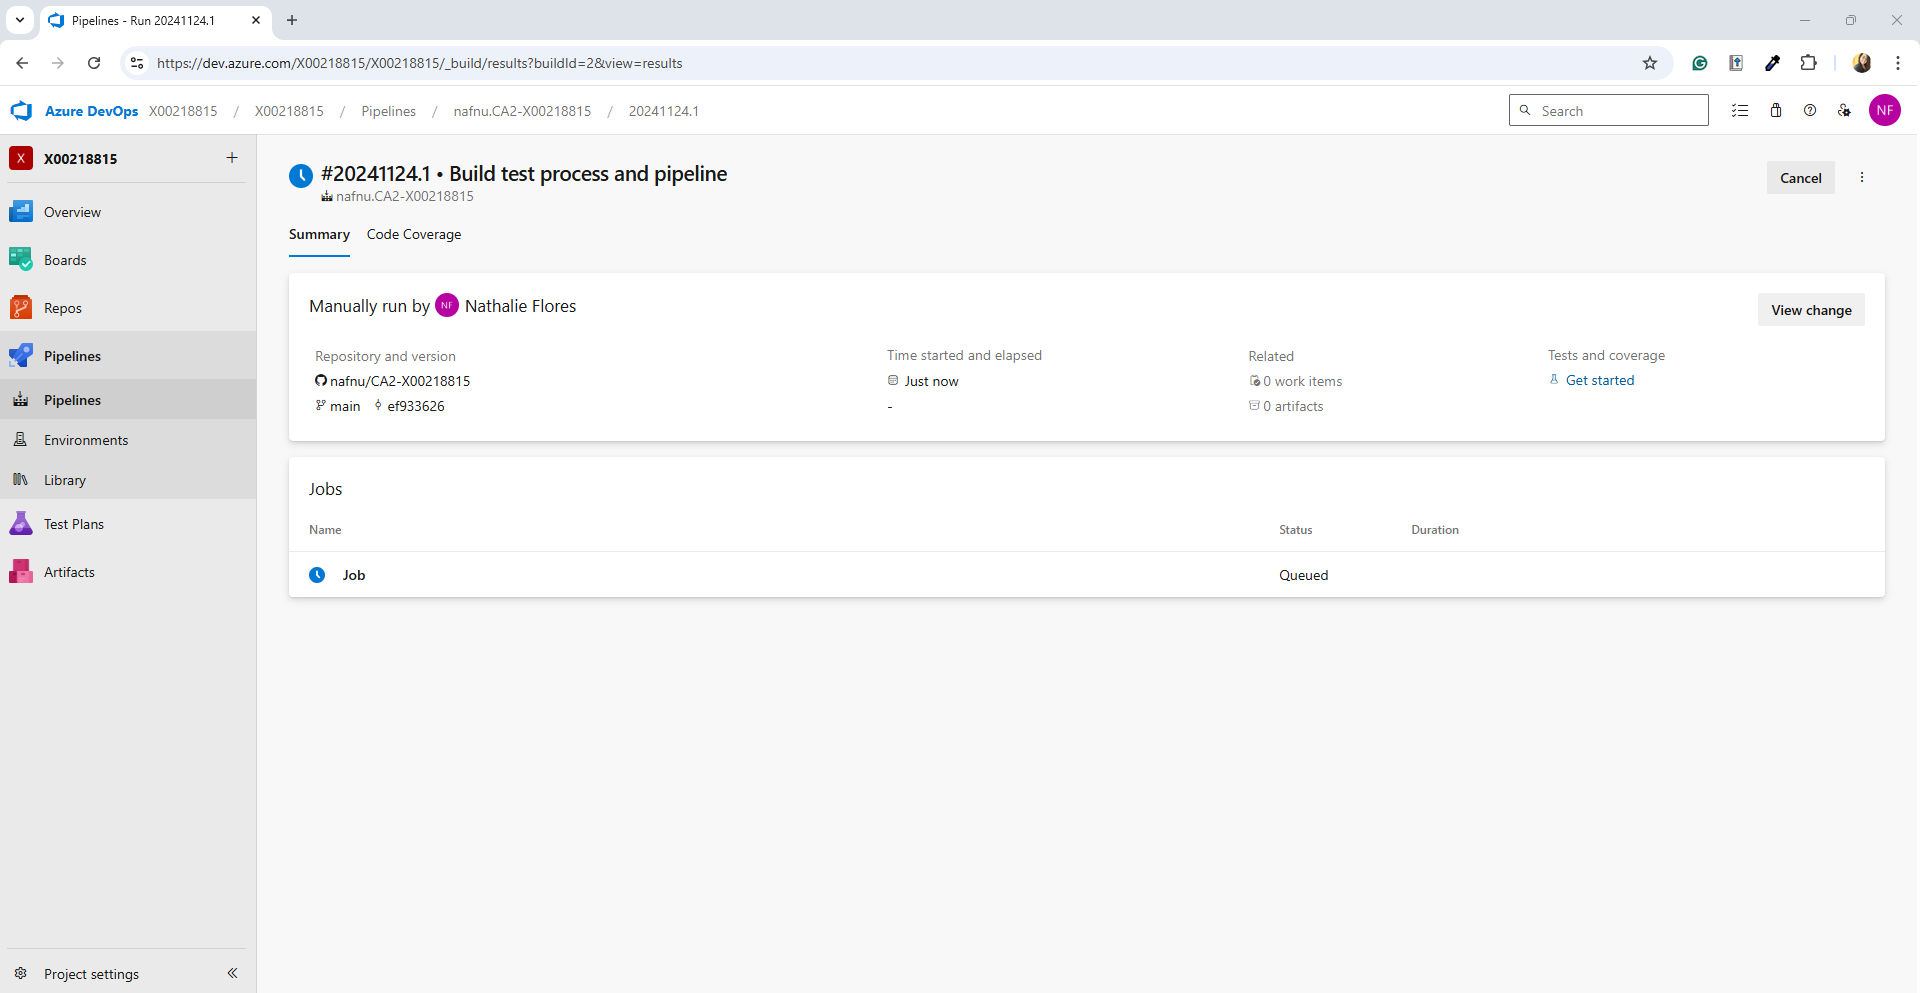 Pipelines - Run 20241124.1
https://dev.azure.com/X00218815/X00218815/_build/results?buildId=2&view=results
Azure DevOps X00218815 / X00218815 / Pipelines / nafnu.CA2-X00218815 / 20241124.1
Search
NF
X X00218815
Overview
Boards
Repos
Pipelines
Pipelines
Environments
Library
Test Plans
Artifacts
Project settings
#20241124.1 • Build test process and pipeline
nafnu.CA2-X00218815
Cancel
Summary Code Coverage
Manually run by NF Nathalie Flores
View change
Repository and version
nafnu/CA2-X00218815
main ef933626
Time started and elapsed
Just now
-
Related
0 work items
0 artifacts
Tests and coverage
Get started
Jobs
Name Status Duration
Job Queued